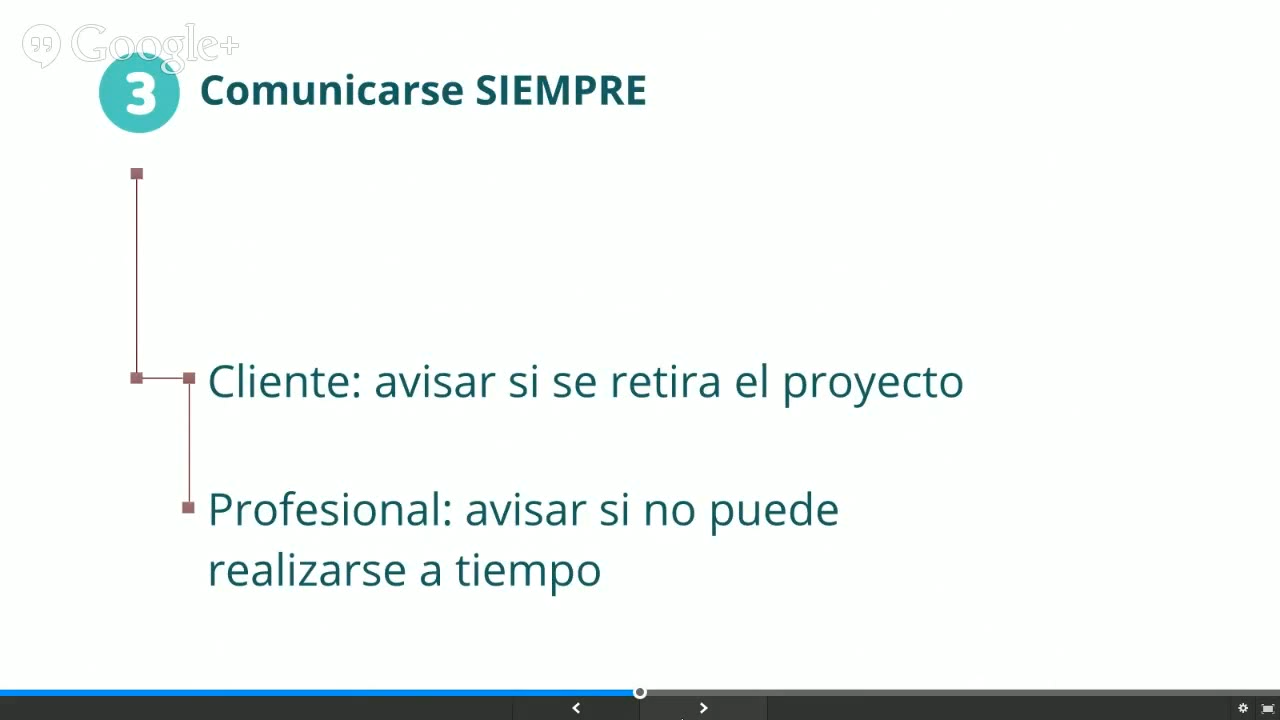 Google+
3 Comunicarse SIEMPRE
Cliente: avisar si se retira el proyecto
Profesional: avisar si no puede
realizarse a tiempo